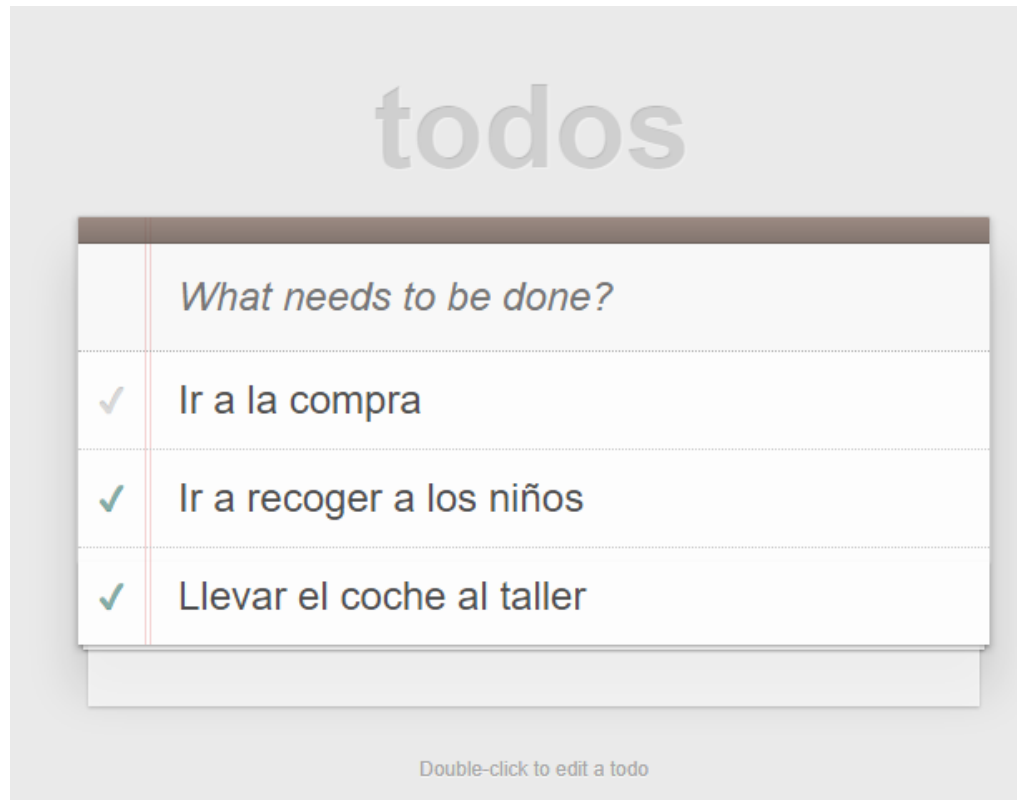 todos
What needs to be done?
Ir a la compra
Ir a recoger a los niños
Llevar el coche al taller
Double-click to edit a todo